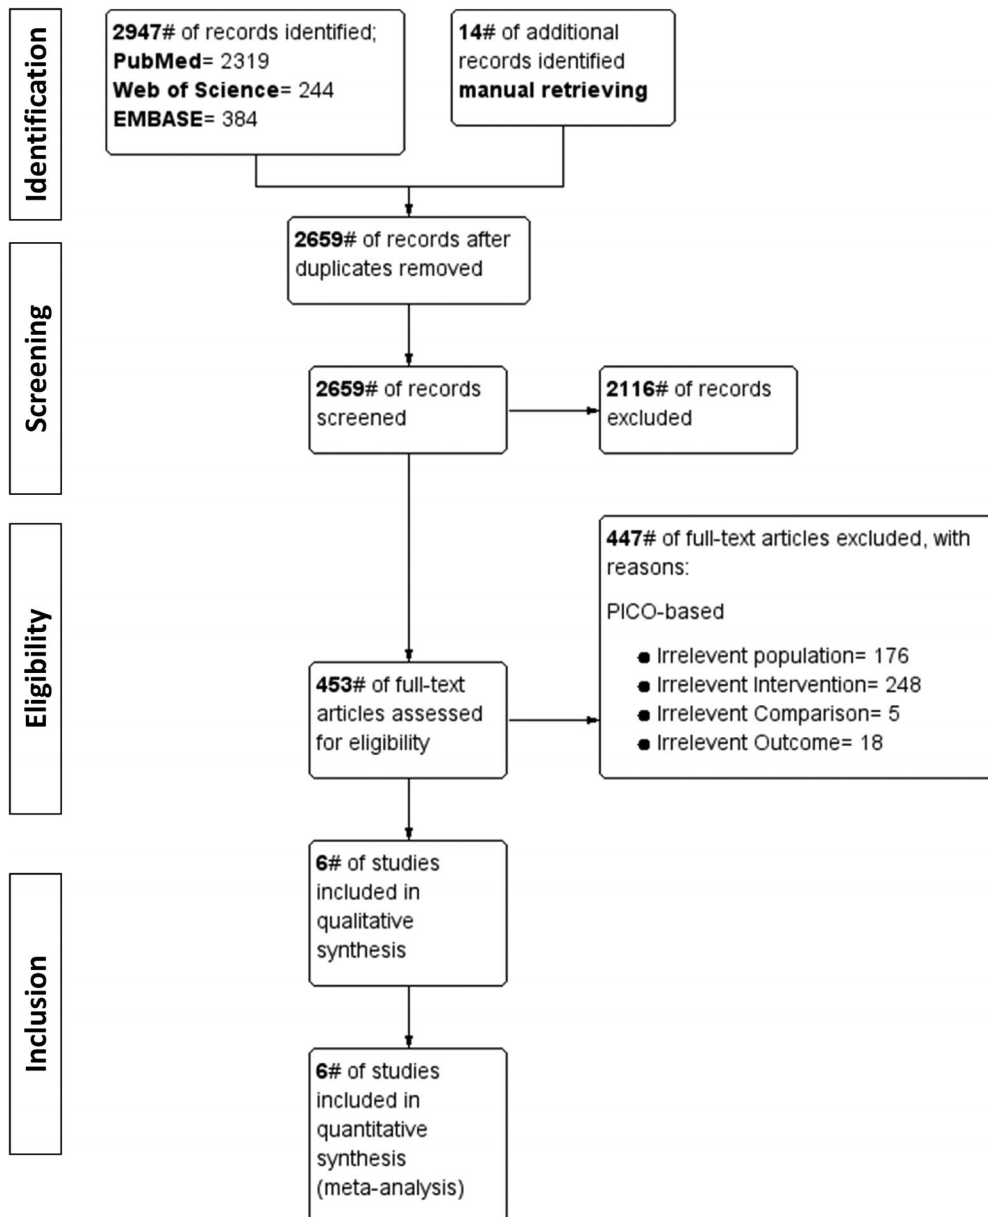 Identification
2947# of records identified;
PubMed= 2319
Web of Science= 244
EMBASE= 384
14# of additional
records identified
manual retrieving
2659# of records after
duplicates removed
Screening
2659# of records
screened
2116# of records
excluded
Eligibility
453# of full-text
articles assessed
for eligibility
447# of full-text articles excluded, with
reasons:
PICO-based
● Irrelevent population= 176
● Irrelevent Intervention= 248
● Irrelevent Comparison= 5
● Irrelevent Outcome= 18
Inclusion
6# of studies
included in
qualitative
synthesis
6# of studies
included in
quantitative
synthesis
(meta-analysis)